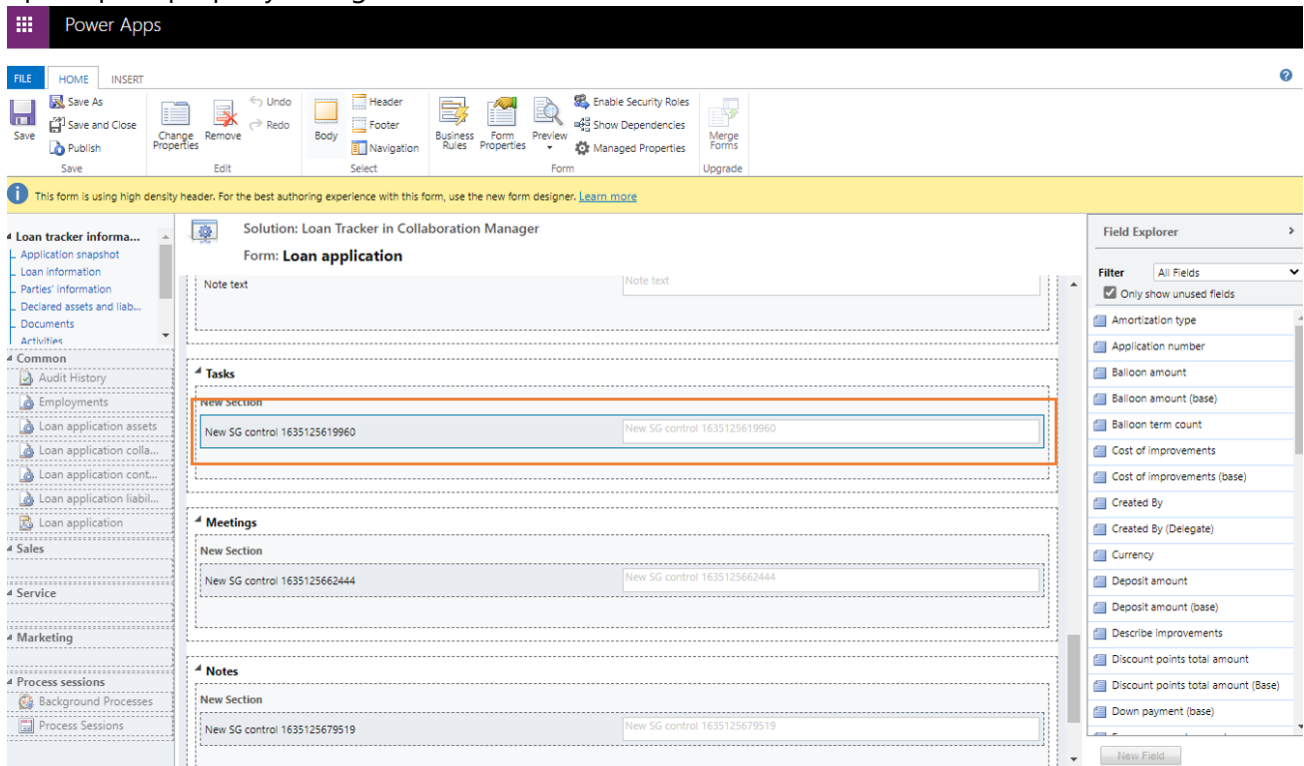 Power Apps
FILE HOME INSERT
Save
Save As
Save and Close
Publish
Save
Change Properties
Remove
Undo
Redo
Edit
Body
Header
Footer
Navigation
Select
Business Rules
Form Properties
Preview
Enable Security Roles
Show Dependencies
Managed Properties
Form
Merge Forms
Upgrade
This form is using high density header. For the best authoring experience with this form, use the new form designer. Learn more
Loan tracker informa...
Application snapshot
Loan information
Parties' information
Declared assets and liab...
Documents
Activities
Common
Audit History
Employments
Loan application assets
Loan application colla...
Loan application cont...
Loan application liabil...
Loan application
Sales
Service
Marketing
Process sessions
Background Processes
Process Sessions
Solution: Loan Tracker in Collaboration Manager
Form: Loan application
Note text Note text
Tasks
New Section
New SG control 1635125619960 New SG control 1635125619960
Meetings
New Section
New SG control 1635125662444 New SG control 1635125662444
Notes
New Section
New SG control 1635125679519 New SG control 1635125679519
Field Explorer
Filter All Fields
Only show unused fields
Amortization type
Application number
Balloon amount
Balloon amount (base)
Balloon term count
Cost of improvements
Cost of improvements (base)
Created By
Created By (Delegate)
Currency
Deposit amount
Deposit amount (base)
Describe improvements
Discount points total amount
Discount points total amount (Base)
Down payment (base)
New Field